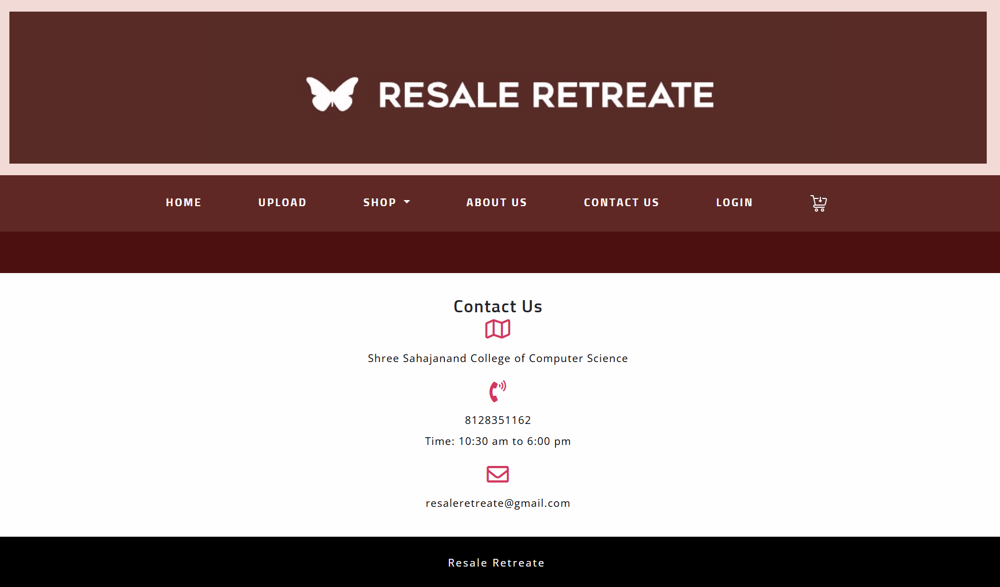 RESALE RETREATE
HOME UPLOAD SHOP ABOUT US CONTACT US LOGIN
Contact Us
Shree Sahajanand College of Computer Science
8128351162
Time: 10:30 am to 6:00 pm
resaleretreate@gmail.com
Resale Retreate